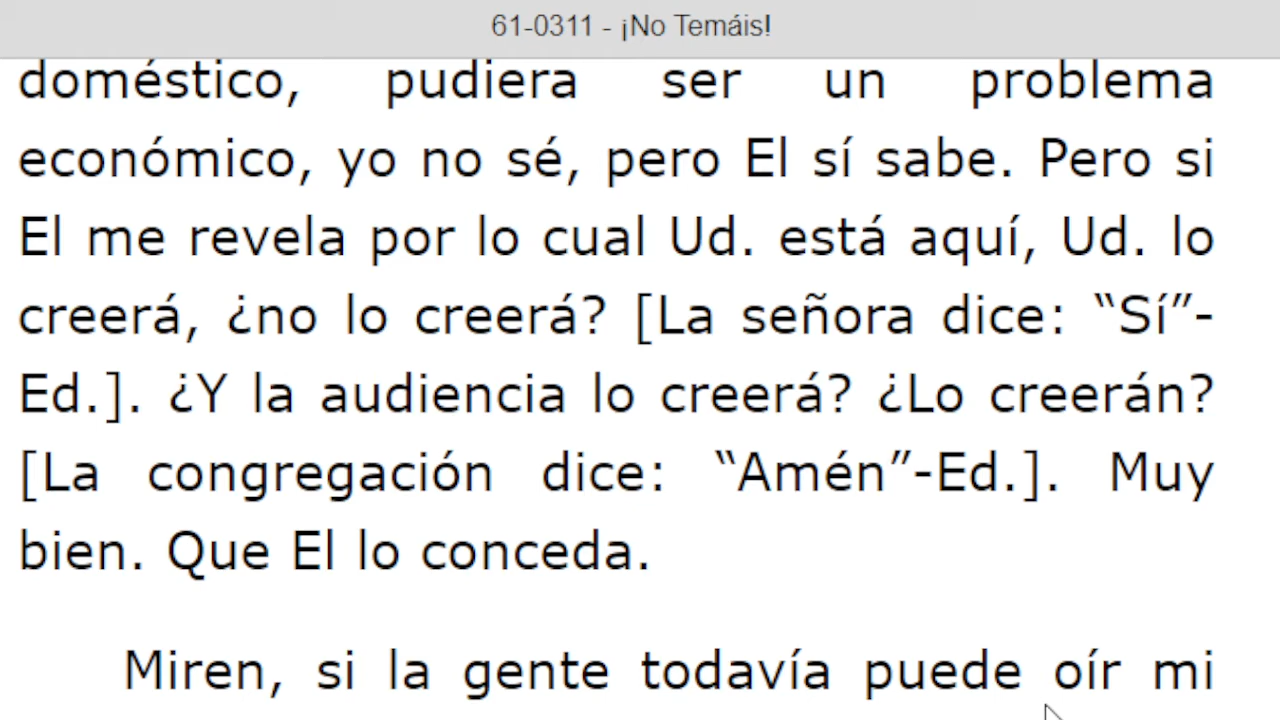 61-0311 - ¡No Temáis!
doméstico, pudiera ser un problema
económico, yo no sé, pero El sí sabe. Pero si
El me revela por lo cual Ud. está aquí, Ud. lo
creerá, ¿no lo creerá? [La señora dice: “Sí”-
Ed.]. ¿Y la audiencia lo creerá? ¿Lo creerán?
[La congregación dice: “Amén”-Ed.]. Muy
bien. Que El lo conceda.
Miren, si la gente todavía puede oír mi